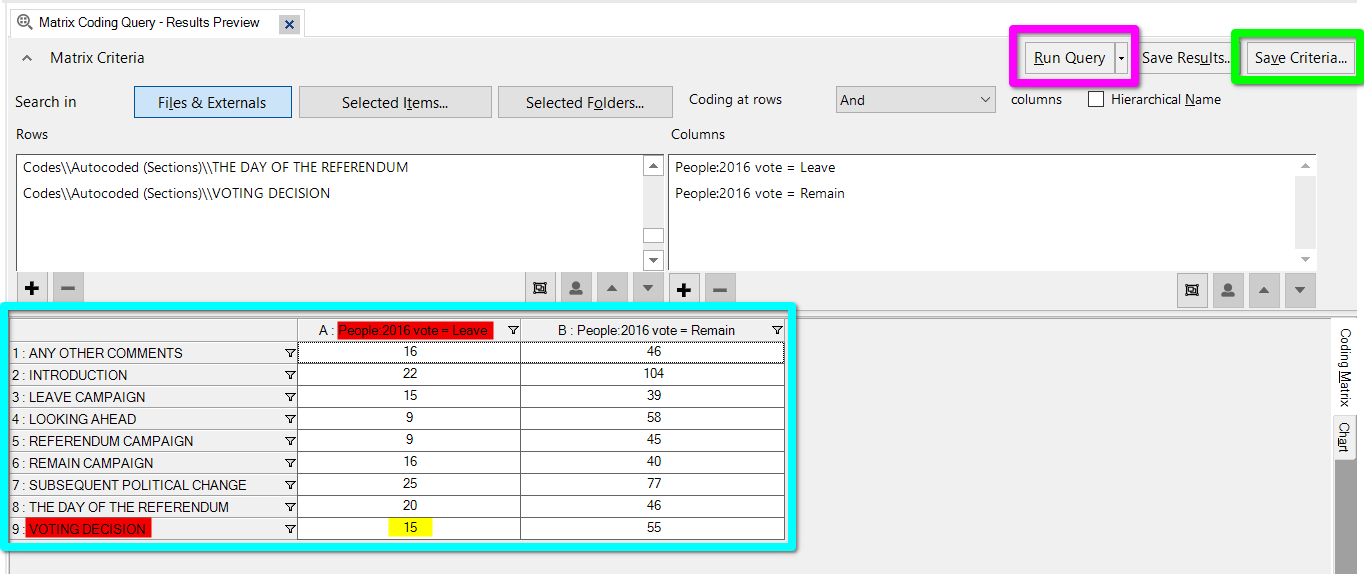 Matrix Coding Query - Results Preview
Matrix Criteria
Run Query
Save Results...
Save Criteria...
Search in
Files & Externals
Selected Items...
Selected Folders...
Coding at rows
And
columns
Hierarchical Name
Rows
Columns
Codes\\Autocoded (Sections)\\THE DAY OF THE REFERENDUM
Codes\\Autocoded (Sections)\\VOTING DECISION
People:2016 vote = Leave
People:2016 vote = Remain
A : People:2016 vote = Leave B : People:2016 vote = Remain
1 : ANY OTHER COMMENTS 16 46
2 : INTRODUCTION 22 104
3 : LEAVE CAMPAIGN 15 39
4 : LOOKING AHEAD 9 58
5 : REFERENDUM CAMPAIGN 9 45
6 : REMAIN CAMPAIGN 16 40
7 : SUBSEQUENT POLITICAL CHANGE 25 77
8 : THE DAY OF THE REFERENDUM 20 46
9 : VOTING DECISION 15 55
Coding Matrix
Chart